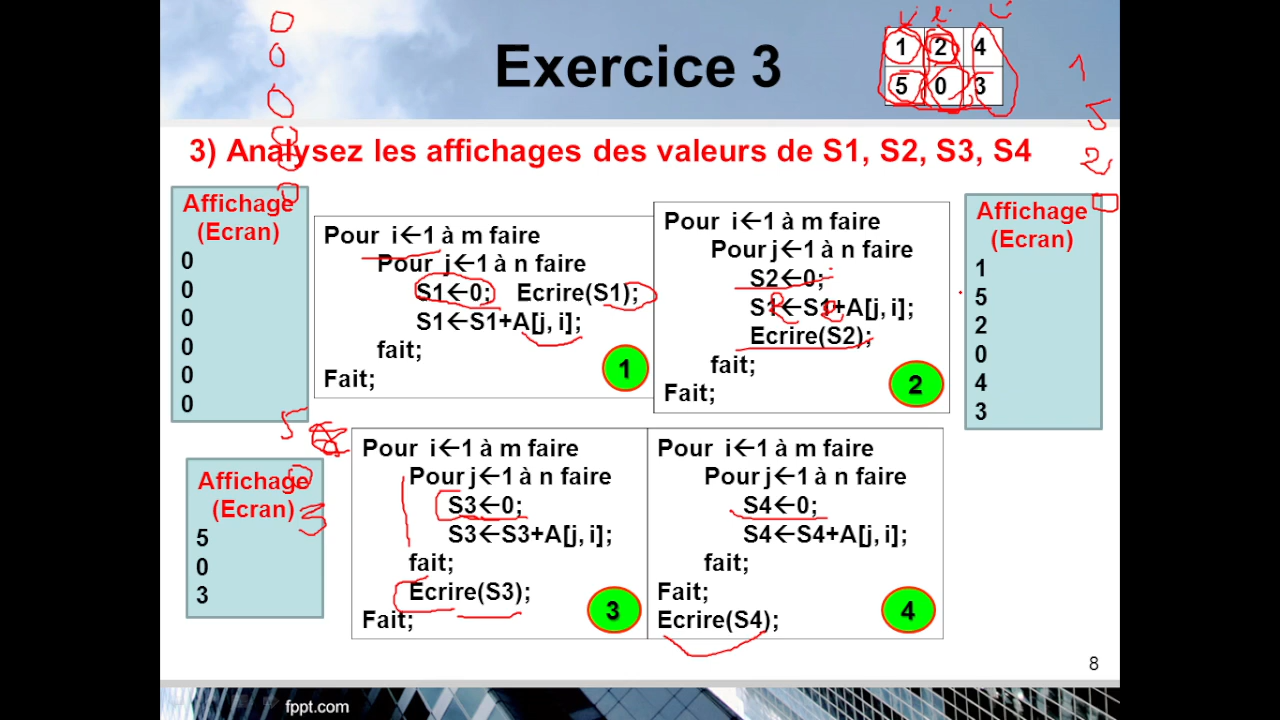 Exercice 3
1 2 4
5 0 3
3) Analysez les affichages des valeurs de S1, S2, S3, S4
Affichage
(Ecran)
0
0
0
0
0
0
Pour i←1 à m faire
Pour j←1 à n faire
S1←0; Ecrire(S1);
S1←S1+A[j, i];
fait;
Fait;
1
Pour i←1 à m faire
Pour j←1 à n faire
S2←0;
S1←S1+A[j, i];
Ecrire(S2);
fait;
Fait;
2
Affichage
(Ecran)
1
5
2
0
4
3
Affichage
(Ecran)
5
0
3
Pour i←1 à m faire
Pour j←1 à n faire
S3←0;
S3←S3+A[j, i];
fait;
Ecrire(S3);
Fait;
3
Pour i←1 à m faire
Pour j←1 à n faire
S4←0;
S4←S4+A[j, i];
fait;
Fait;
Ecrire(S4);
4
8
fppt.com